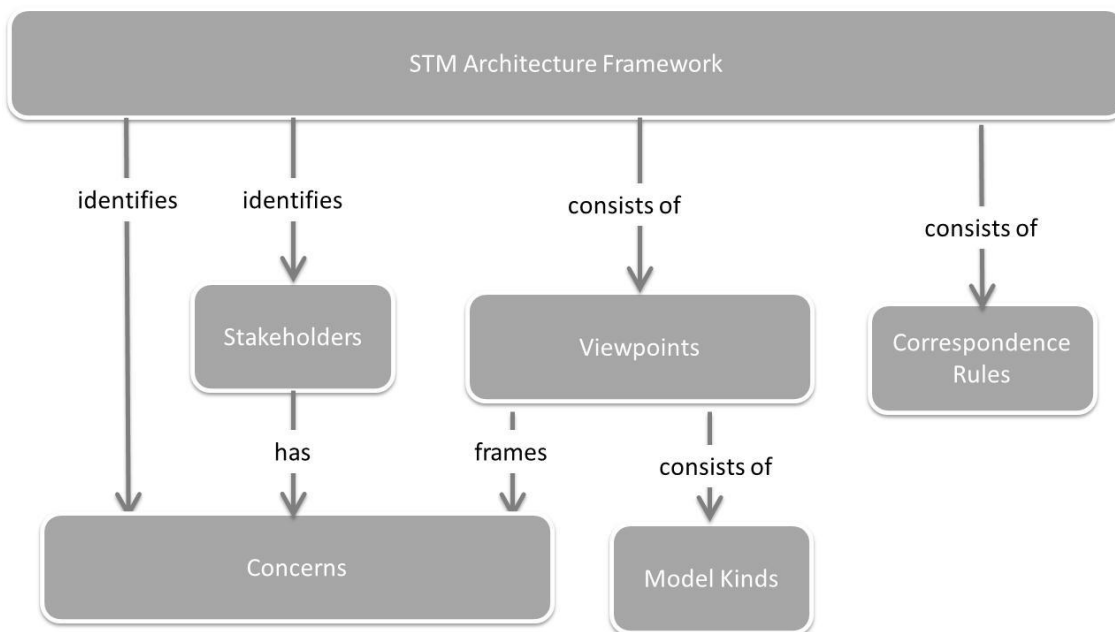 STM Architecture Framework
identifies
identifies
consists of
consists of
Stakeholders
Viewpoints
Correspondence
Rules
has
frames
consists of
Concerns
Model Kinds